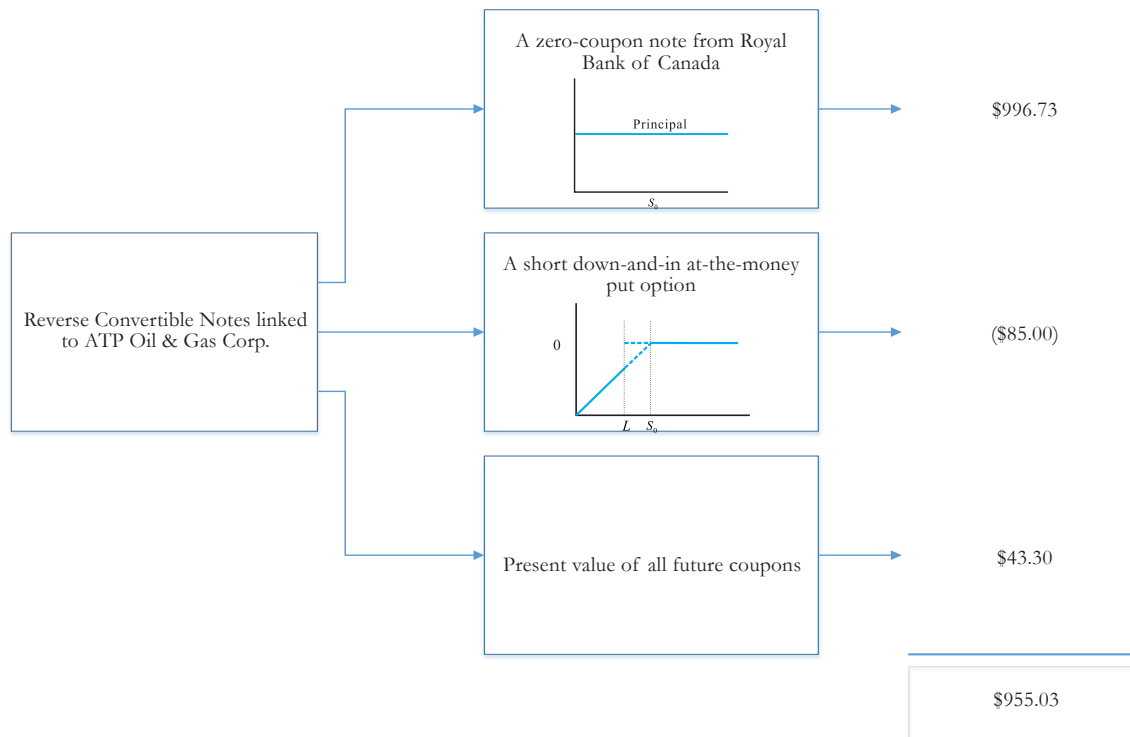 A zero-coupon note from Royal
Bank of Canada
Principal
S₀
$996.73
Reverse Convertible Notes linked
to ATP Oil & Gas Corp.
A short down-and-in at-the-money
put option
0
L S₀
($85.00)
Present value of all future coupons
$43.30
$955.03